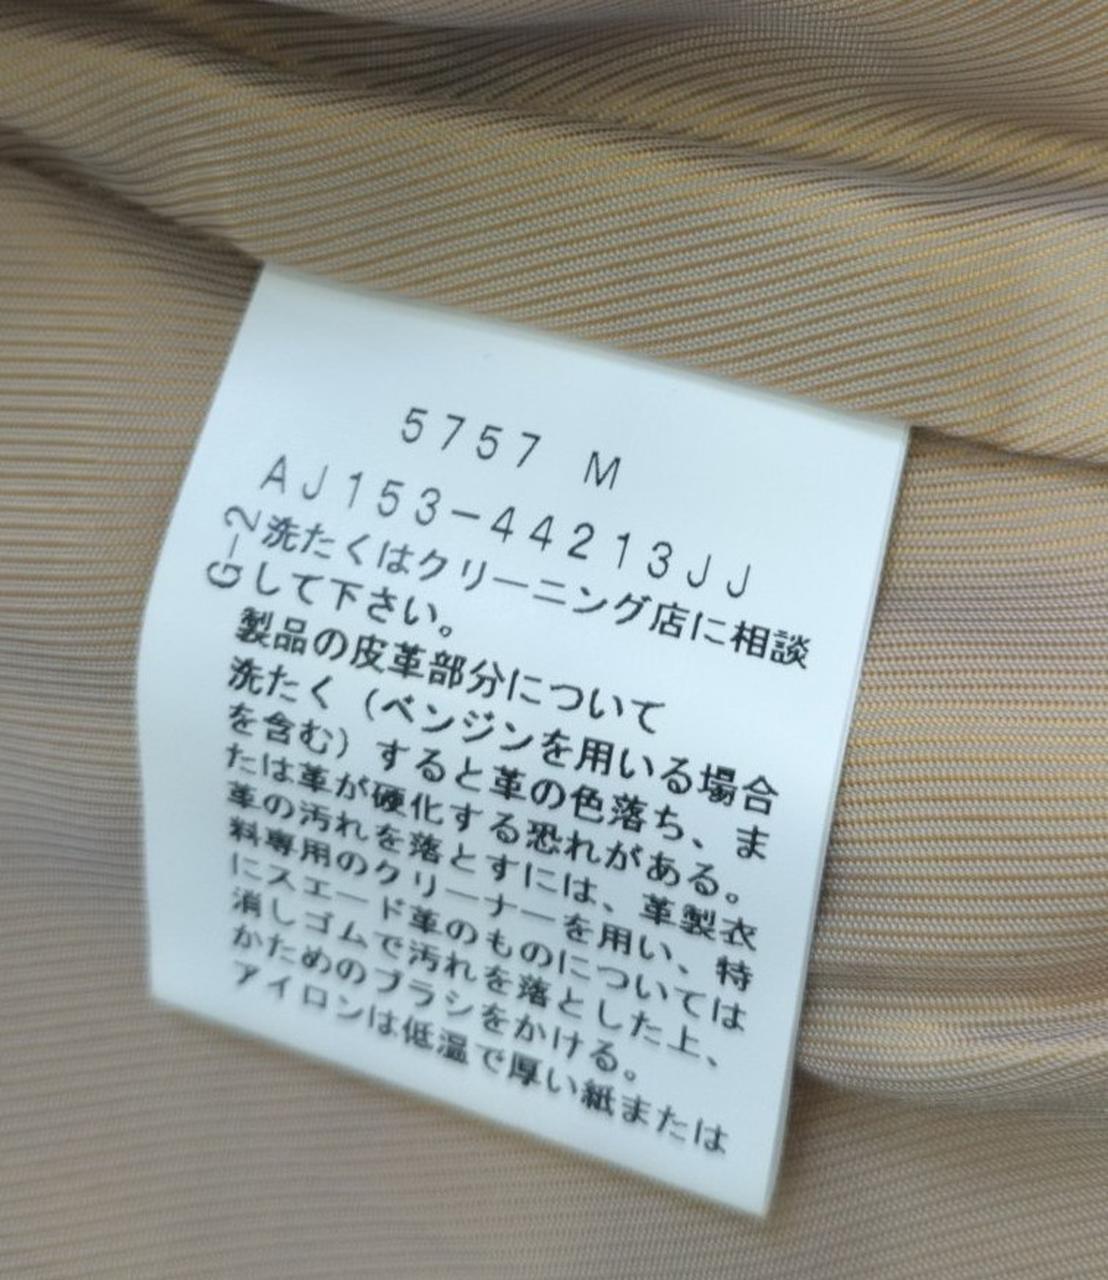 5757 M
AJ153-44213JJ
G-2
洗たくはクリーニング店に相談
して下さい。
製品の皮革部分について
洗たく（ベンジンを用いる場合
を含む）すると革の色落ち、ま
たは革が硬化する恐れがある。
革の汚れを落とすには、革製衣
料専用のクリーナーを用い、特
にスエード革のものについては
消しゴムで汚れを落とした上、
かためのブラシをかける。
アイロンは低温で厚い紙または